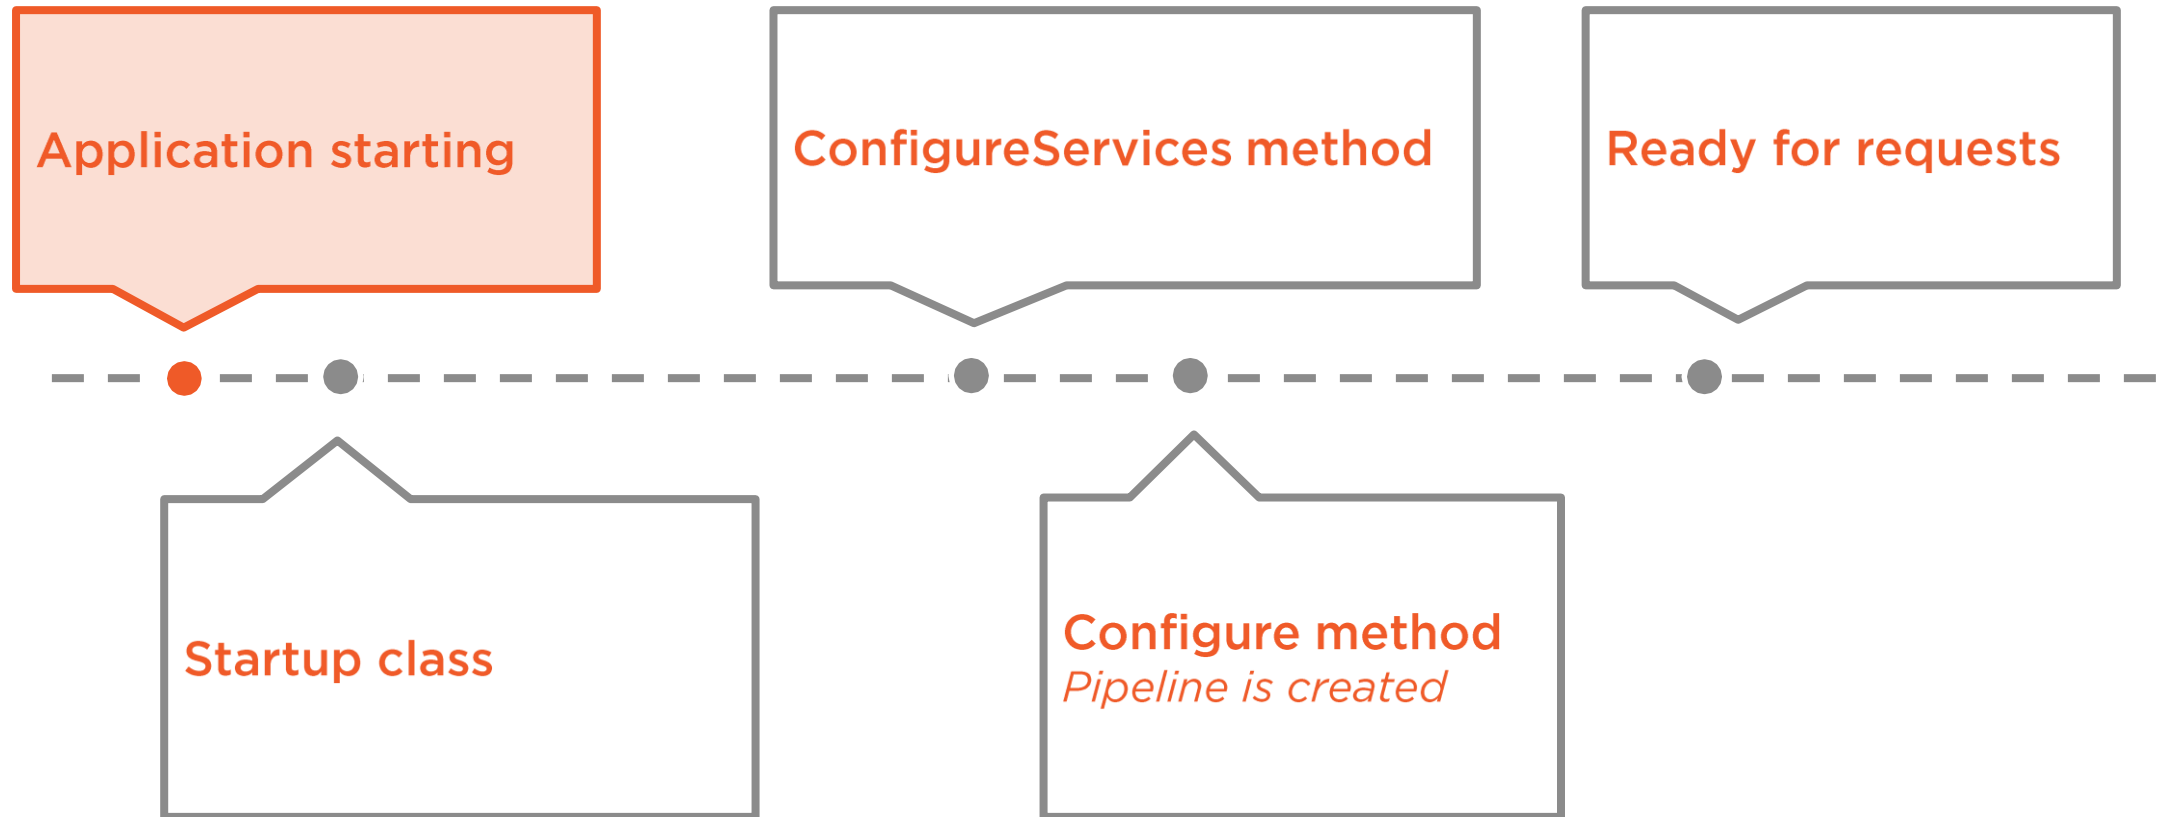 Application starting
Startup class
ConfigureServices method
Configure method
Pipeline is created
Ready for requests